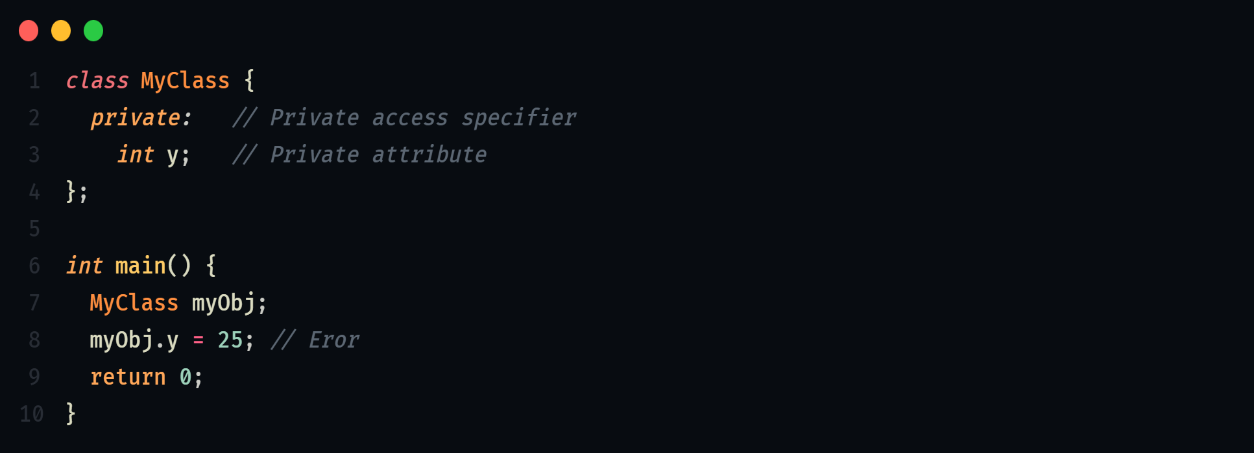 1 class MyClass {
2   private:   // Private access specifier
3     int y;   // Private attribute
4 };
5
6 int main() {
7   MyClass myObj;
8   myObj.y = 25; // Eror
9   return 0;
10 }